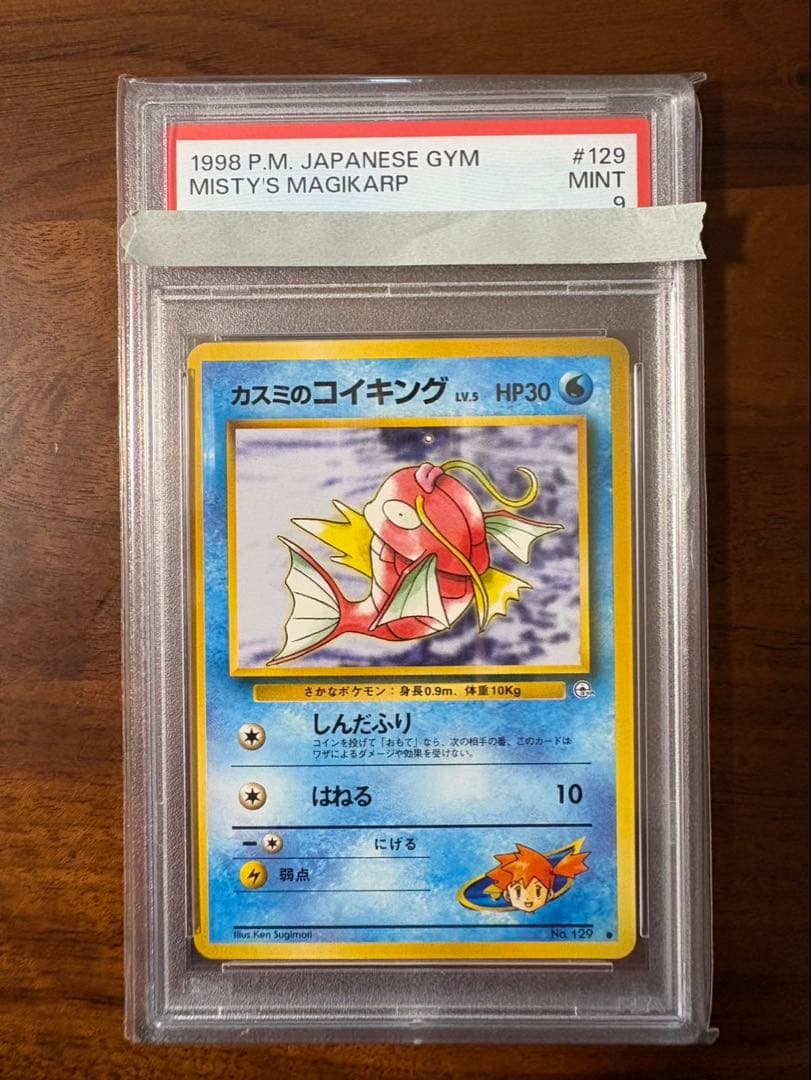 1998 P.M. JAPANESE GYM #129
MISTY'S MAGIKARP MINT
9
カスミのコイキング LV.5 HP30
さかなポケモン：身長0.9m、体重10Kg
しんだふり
コインを投げて「おもて」なら、次の相手の番、このカードは
ワザによるダメージや効果を受けない。
はねる 10
にげる
弱点
Illus.Ken Sugimori No. 129